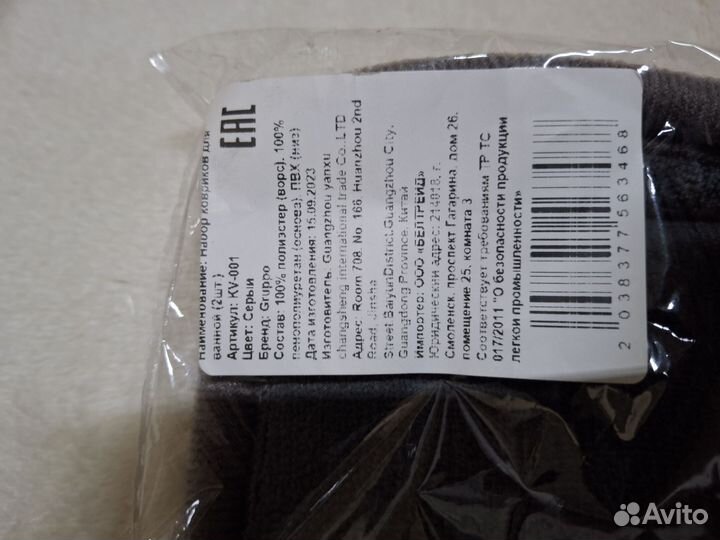 Наименование: Набор ковриков для
ванной (2шт.)
Артикул: KV-001
Цвет: Серый
Бренд: Gruppo
Состав: 100% полиэстер (ворс), 100%
пенополиуретан (основа), ПВХ (низ)
Дата изготовления: 15.09.2023
Изготовитель: Guangzhou yanxu
changsheng international trade Co.,LTD
Адрес: Room 708, No. 166, Huanzhou 2nd
Road, Jinsha
Street,BaiyunDistrict,Guangzhou City,
Guangdong Province, Китай
Импортер: ООО «БЕЛТРЕЙД»
Юридический адрес: 214018, г.
Смоленск, проспект Гагарина, дом 26,
помещение 25, комната 3
Соответствует требованиям ТР ТС
017/2011 "О безопасности продукции
легкой промышленности»
EAC
2038377563468
Avito